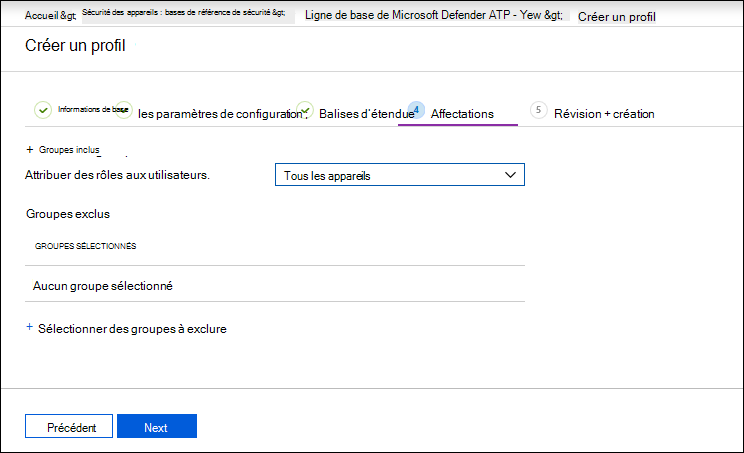 Accueil &gt; Sécurité des appareils : bases de référence de sécurité &gt; Ligne de base de Microsoft Defender ATP - Yew &gt; Créer un profil
Créer un profil
Informations de base les paramètres de configuration ; Balises d'étendue 4 Affectations 5 Révision + création
+ Groupes inclus
Attribuer des rôles aux utilisateurs. Tous les appareils
Groupes exclus
GROUPES SÉLECTIONNÉS
Aucun groupe sélectionné
+ Sélectionner des groupes à exclure
Précédent Next